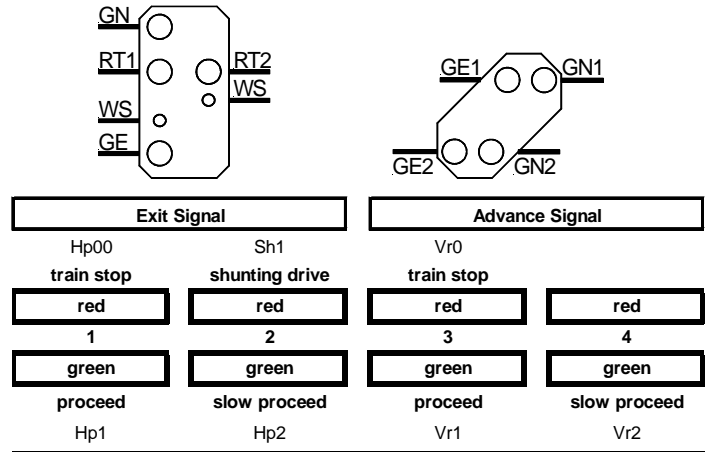 GN
RT1 RT2
WS
WS
GE
GE1 GN1
GE2 GN2
Exit Signal Advance Signal
Hp00 Sh1 Vr0
train stop shunting drive train stop
red red red red
1 2 3 4
green green green green
proceed slow proceed proceed slow proceed
Hp1 Hp2 Vr1 Vr2